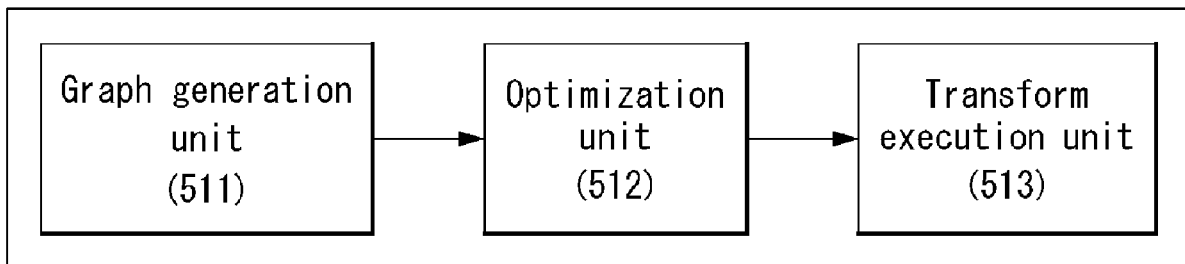 Graph generation
unit
(511)
Optimization
unit
(512)
Transform
execution unit
(513)